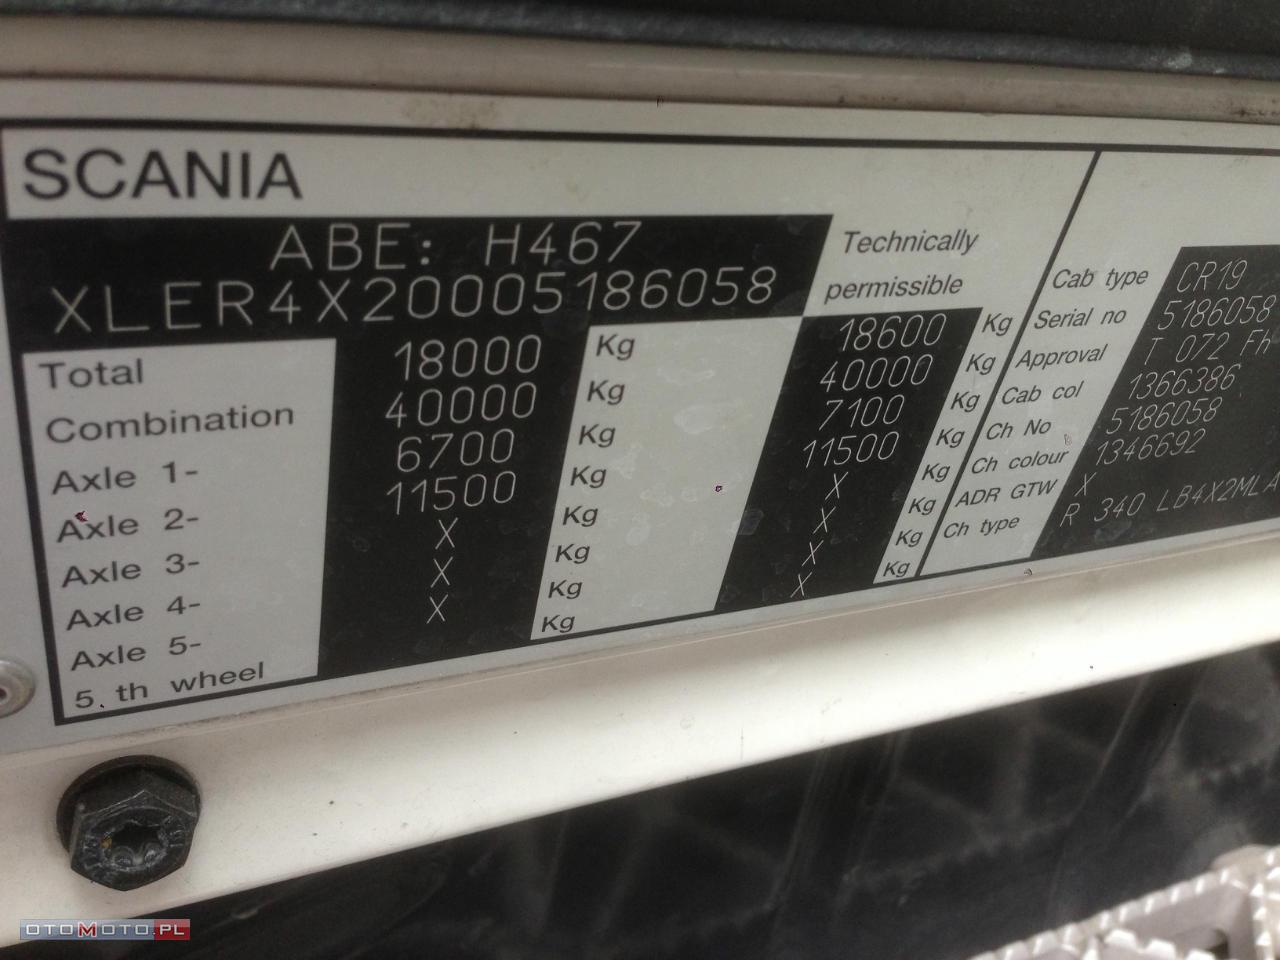 SCANIA
ABE: H467
XLER4X20005186058
Technically
permissible
Total 18000 Kg 18600 Kg
Combination 40000 Kg 40000 Kg
Axle 1- 6700 Kg 7100 Kg
Axle 2- 11500 Kg 11500 Kg
Axle 3- X Kg X Kg
Axle 4- X Kg X Kg
Axle 5- X Kg X Kg
5. th wheel Kg X Kg
Cab type CR19
Serial no 5186058
Approval T 072 Fh
Cab col 1366386
Ch No 5186058
Ch colour 1346692
ADR GTW X
Ch type R 340 LB4X2MLA
OTOMOTO.PL